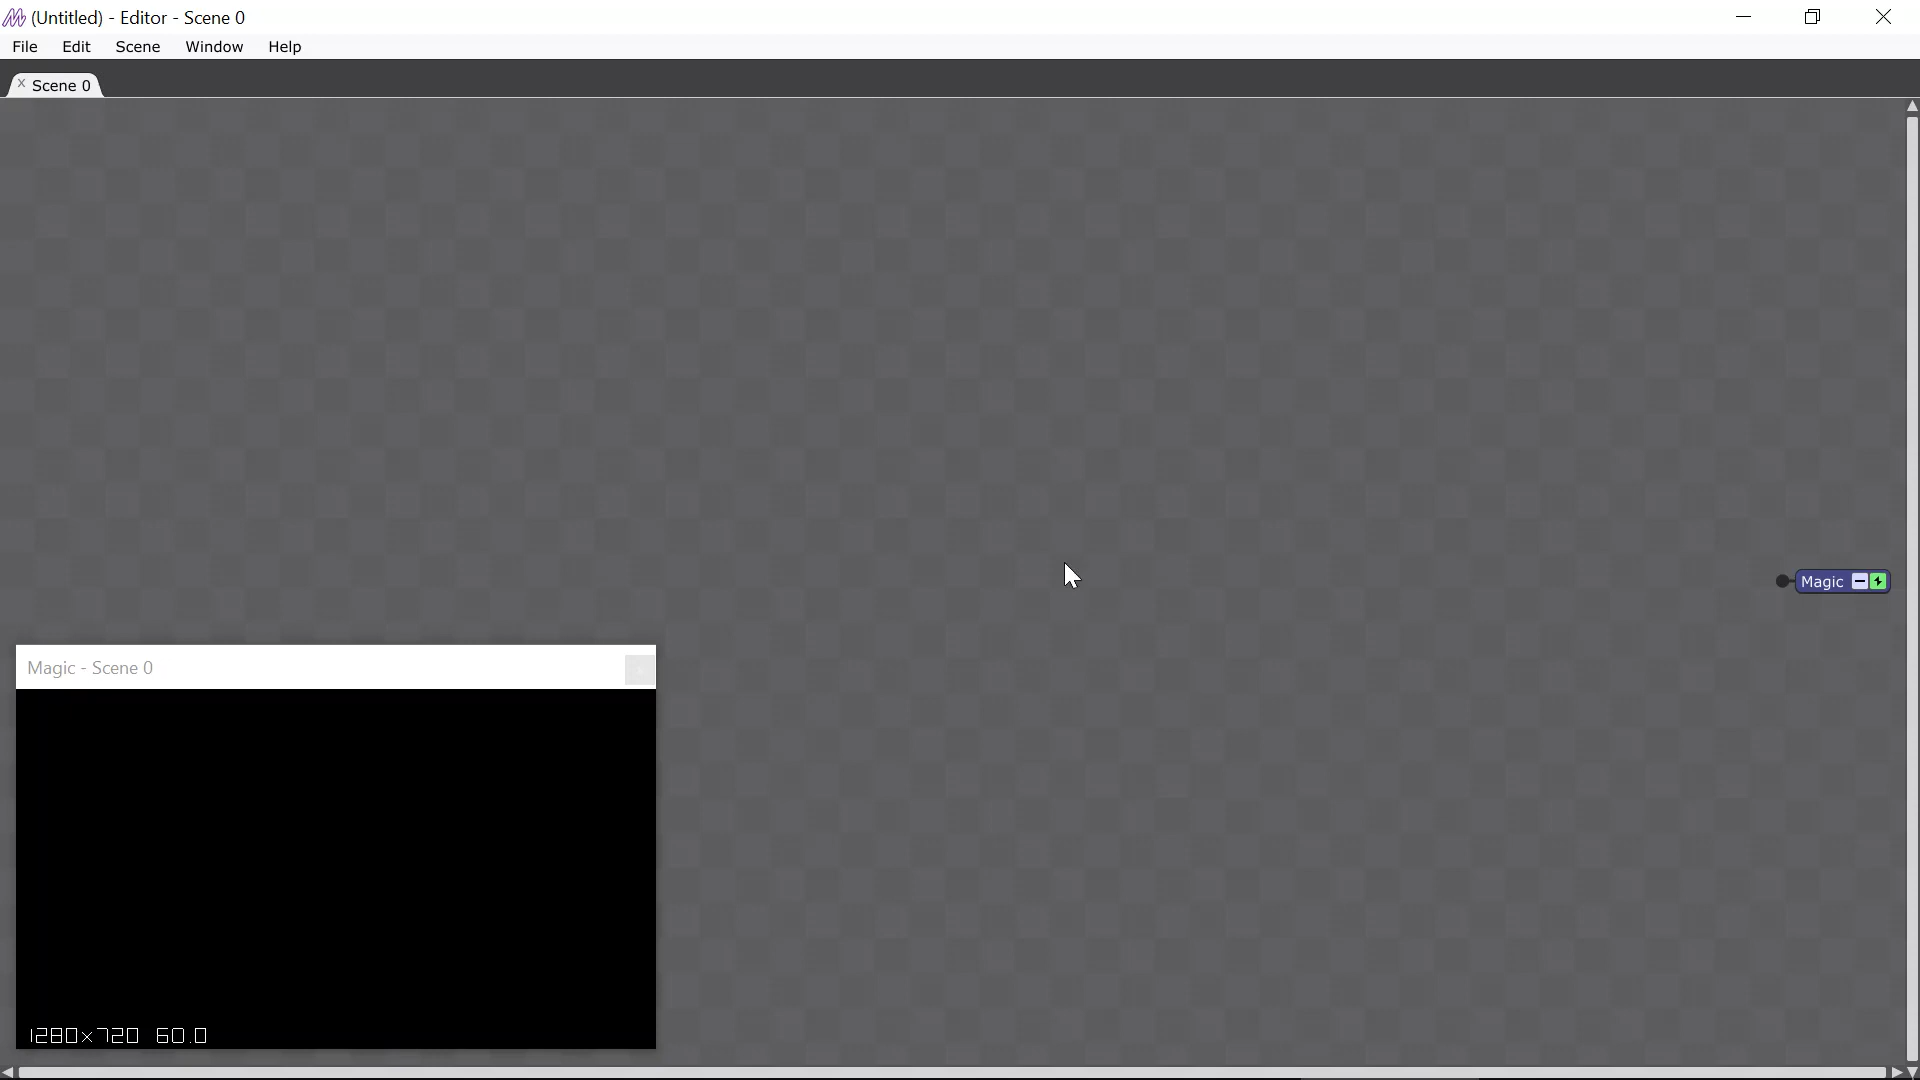 (Untitled) - Editor - Scene 0
File Edit Scene Window Help
x Scene 0
Magic
Magic - Scene 0
1280x720 60.0